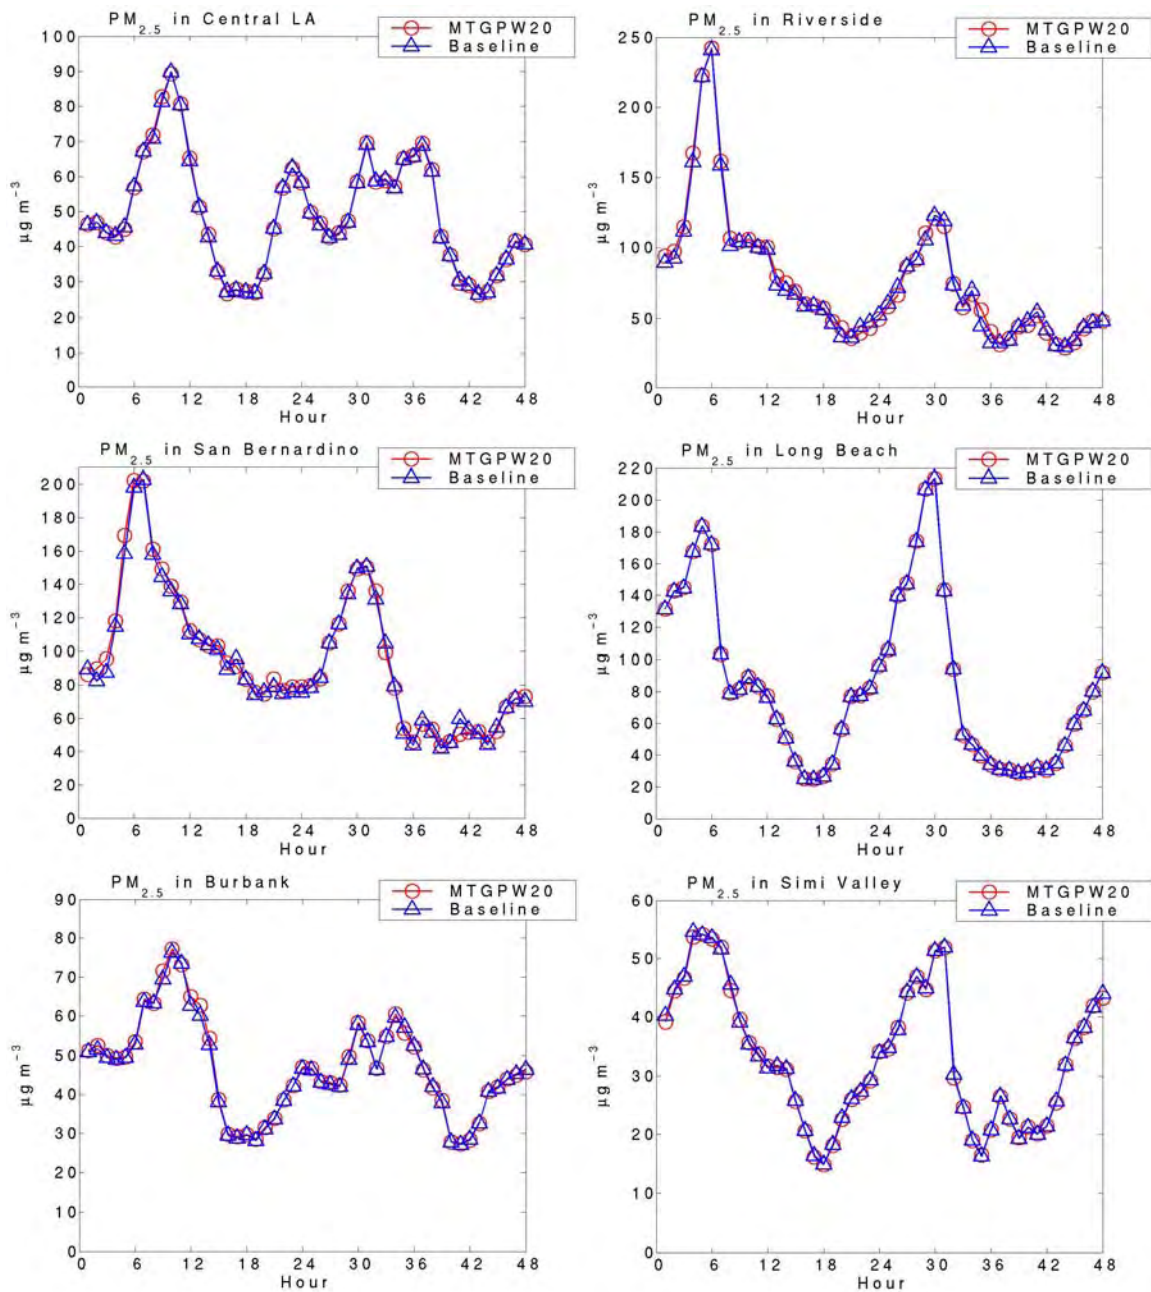 PM2.5 in Central LA
MTGPW20
Baseline
100
90
80
70
60
50
40
30
20
10
0
μg m−3
0 6 12 18 24 30 36 42 48
Hour
PM2.5 in Riverside
MTGPW20
Baseline
250
200
150
100
50
0
μg m−3
0 6 12 18 24 30 36 42 48
Hour
PM2.5 in San Bernardino
MTGPW20
Baseline
200
180
160
140
120
100
80
60
40
20
0
μg m−3
0 6 12 18 24 30 36 42 48
Hour
PM2.5 in Long Beach
MTGPW20
Baseline
220
200
180
160
140
120
100
80
60
40
20
0
μg m−3
0 6 12 18 24 30 36 42 48
Hour
PM2.5 in Burbank
MTGPW20
Baseline
90
80
70
60
50
40
30
20
10
0
μg m−3
0 6 12 18 24 30 36 42 48
Hour
PM2.5 in Simi Valley
MTGPW20
Baseline
60
50
40
30
20
10
0
μg m−3
0 6 12 18 24 30 36 42 48
Hour